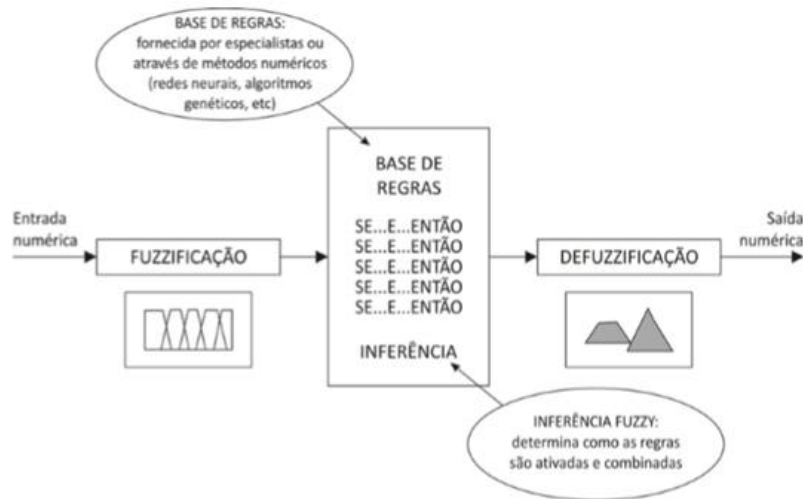 BASE DE REGRAS:
fornecida por especialistas ou
através de métodos numéricos
(redes neurais, algoritmos
genéticos, etc)
BASE DE
REGRAS
Entrada
numérica
FUZZIFICAÇÃO
SE...E...ENTÃO
SE...E...ENTÃO
SE...E...ENTÃO
SE...E...ENTÃO
SE...E...ENTÃO
INFERÊNCIA
DEFUZZIFICAÇÃO
Saída
numérica
INFERÊNCIA FUZZY:
determina como as regras
são ativadas e combinadas